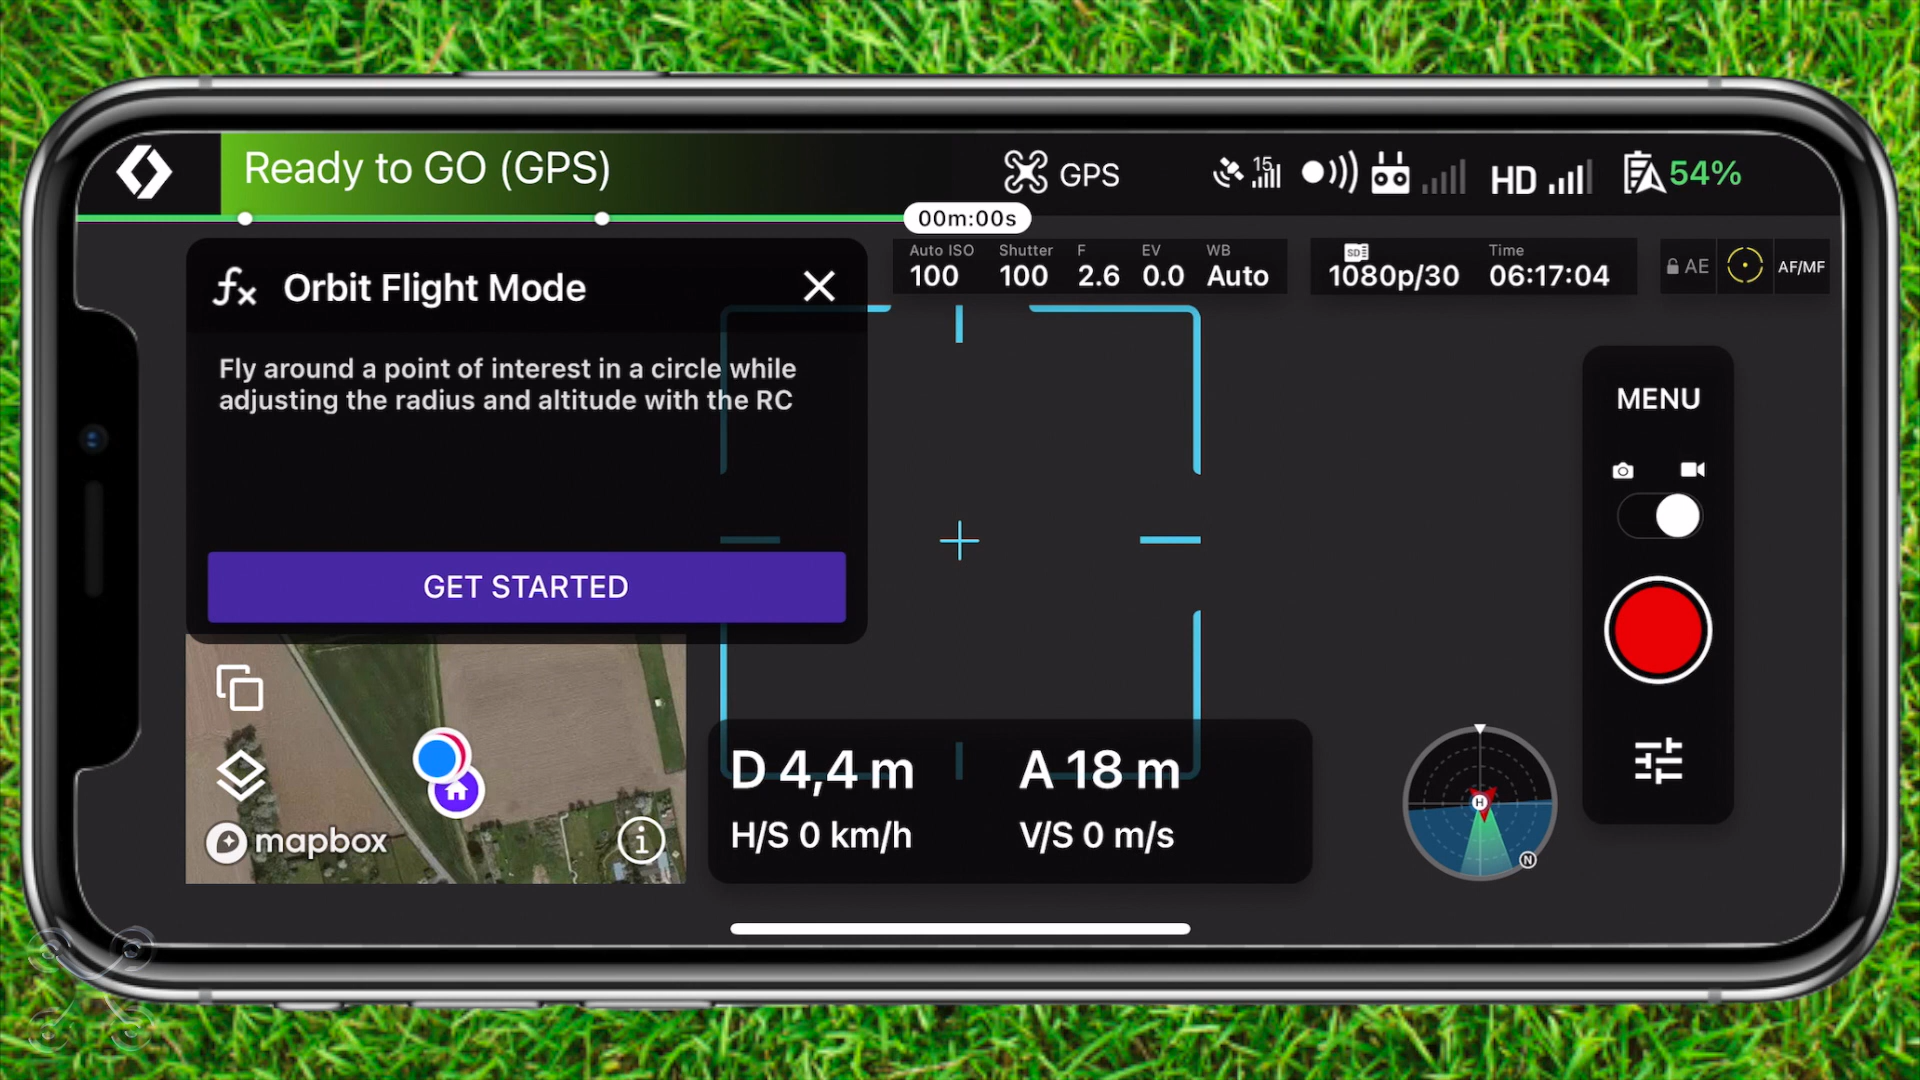 Ready to GO (GPS)
GPS
15
HD
54%
00m:00s
Orbit Flight Mode
Auto ISO
100
Shutter
100
F
2.6
EV
0.0
WB
Auto
SD
1080p/30
Time
06:17:04
AE
AF/MF
Fly around a point of interest in a circle while
adjusting the radius and altitude with the RC
MENU
GET STARTED
D 4,4 m
A 18 m
H/S 0 km/h
V/S 0 m/s
H
N
mapbox
i